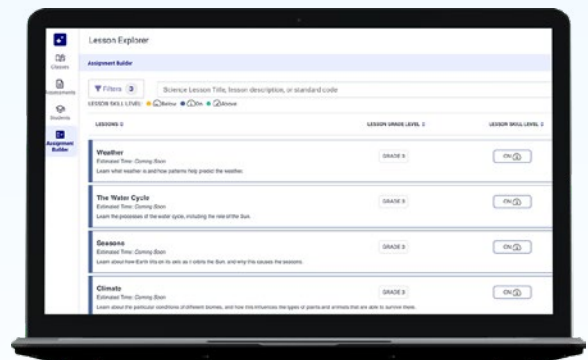 Lesson Explorer
Classes
Assessments
Students
Assignment
Builder
Assignment Builder
Filters 3
Science Lesson Title, lesson description, or standard code
LESSON SKILL LEVEL: Below On Above
LESSONS LESSON GRADE LEVEL LESSON SKILL LEVEL
Weather
Estimated Time: Coming Soon
Learn what weather is and how patterns help predict the weather.
GRADE 3 ON
The Water Cycle
Estimated Time: Coming Soon
Learn the processes of the water cycle, including the role of the Sun.
GRADE 3 ON
Seasons
Estimated Time: Coming Soon
Learn about how Earth tilts on its axis as it orbits the Sun, and why this causes the seasons.
GRADE 3 ON
Climate
Estimated Time: Coming Soon
Learn about the particular conditions of different biomes, and how this influences the types of plants and animals that are able to survive there.
GRADE 3 ON